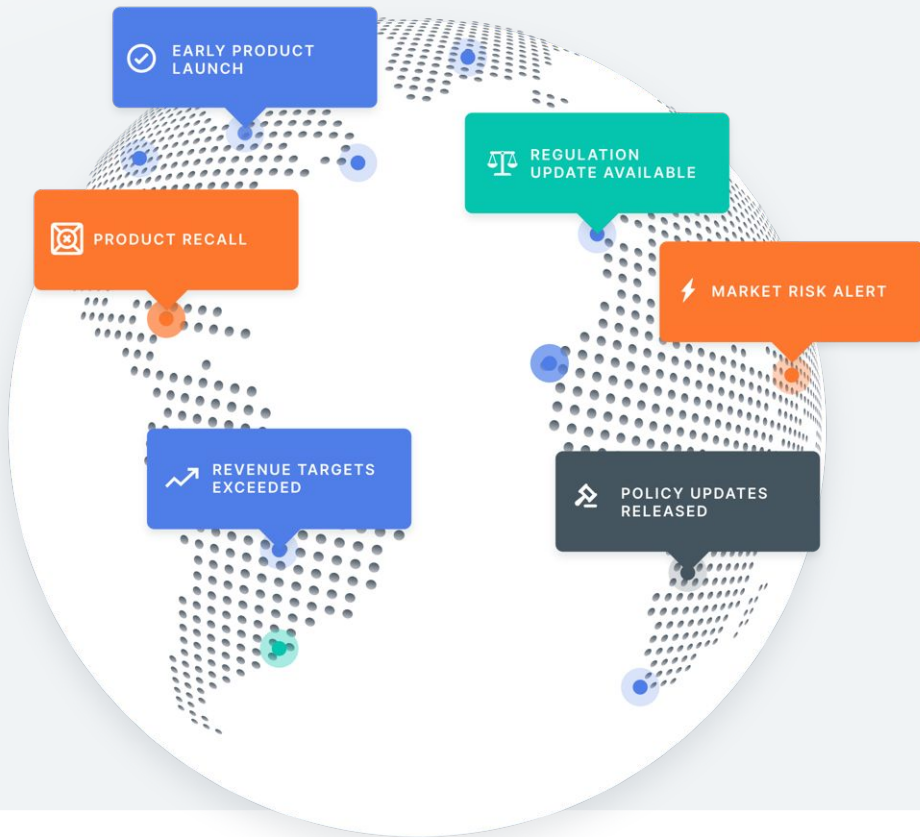 EARLY PRODUCT
LAUNCH
REGULATION
UPDATE AVAILABLE
PRODUCT RECALL
MARKET RISK ALERT
REVENUE TARGETS
EXCEEDED
POLICY UPDATES
RELEASED